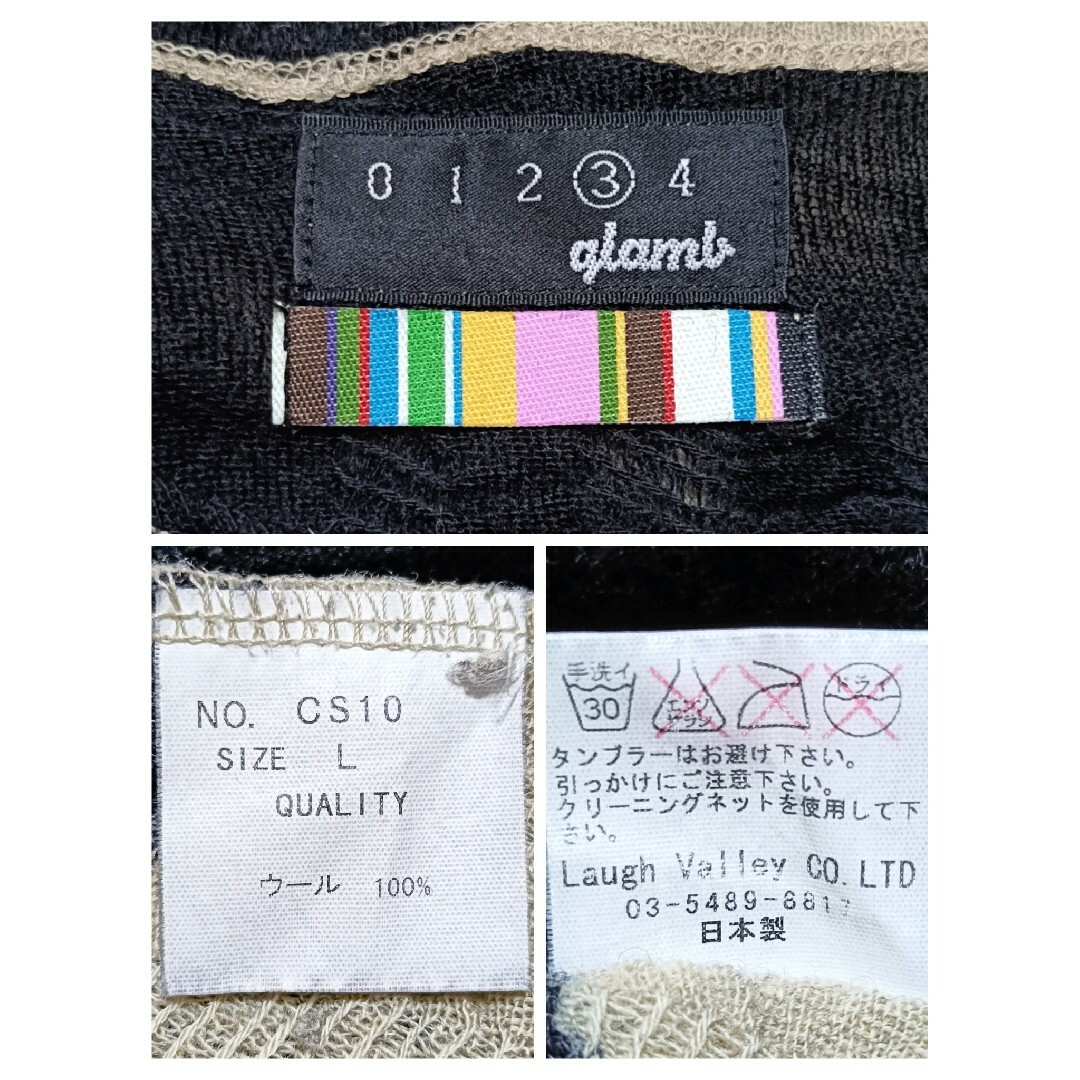 0 1 2 3 4
glamb
NO. CS10
SIZE L
QUALITY
ウール 100%
手洗イ
30
エンソ
サラシ
ドライ
タンブラーはお避け下さい。
引っかけにご注意下さい。
クリーニングネットを使用して下
さい。
Laugh Valley CO.LTD
03-5489-6817
日本製